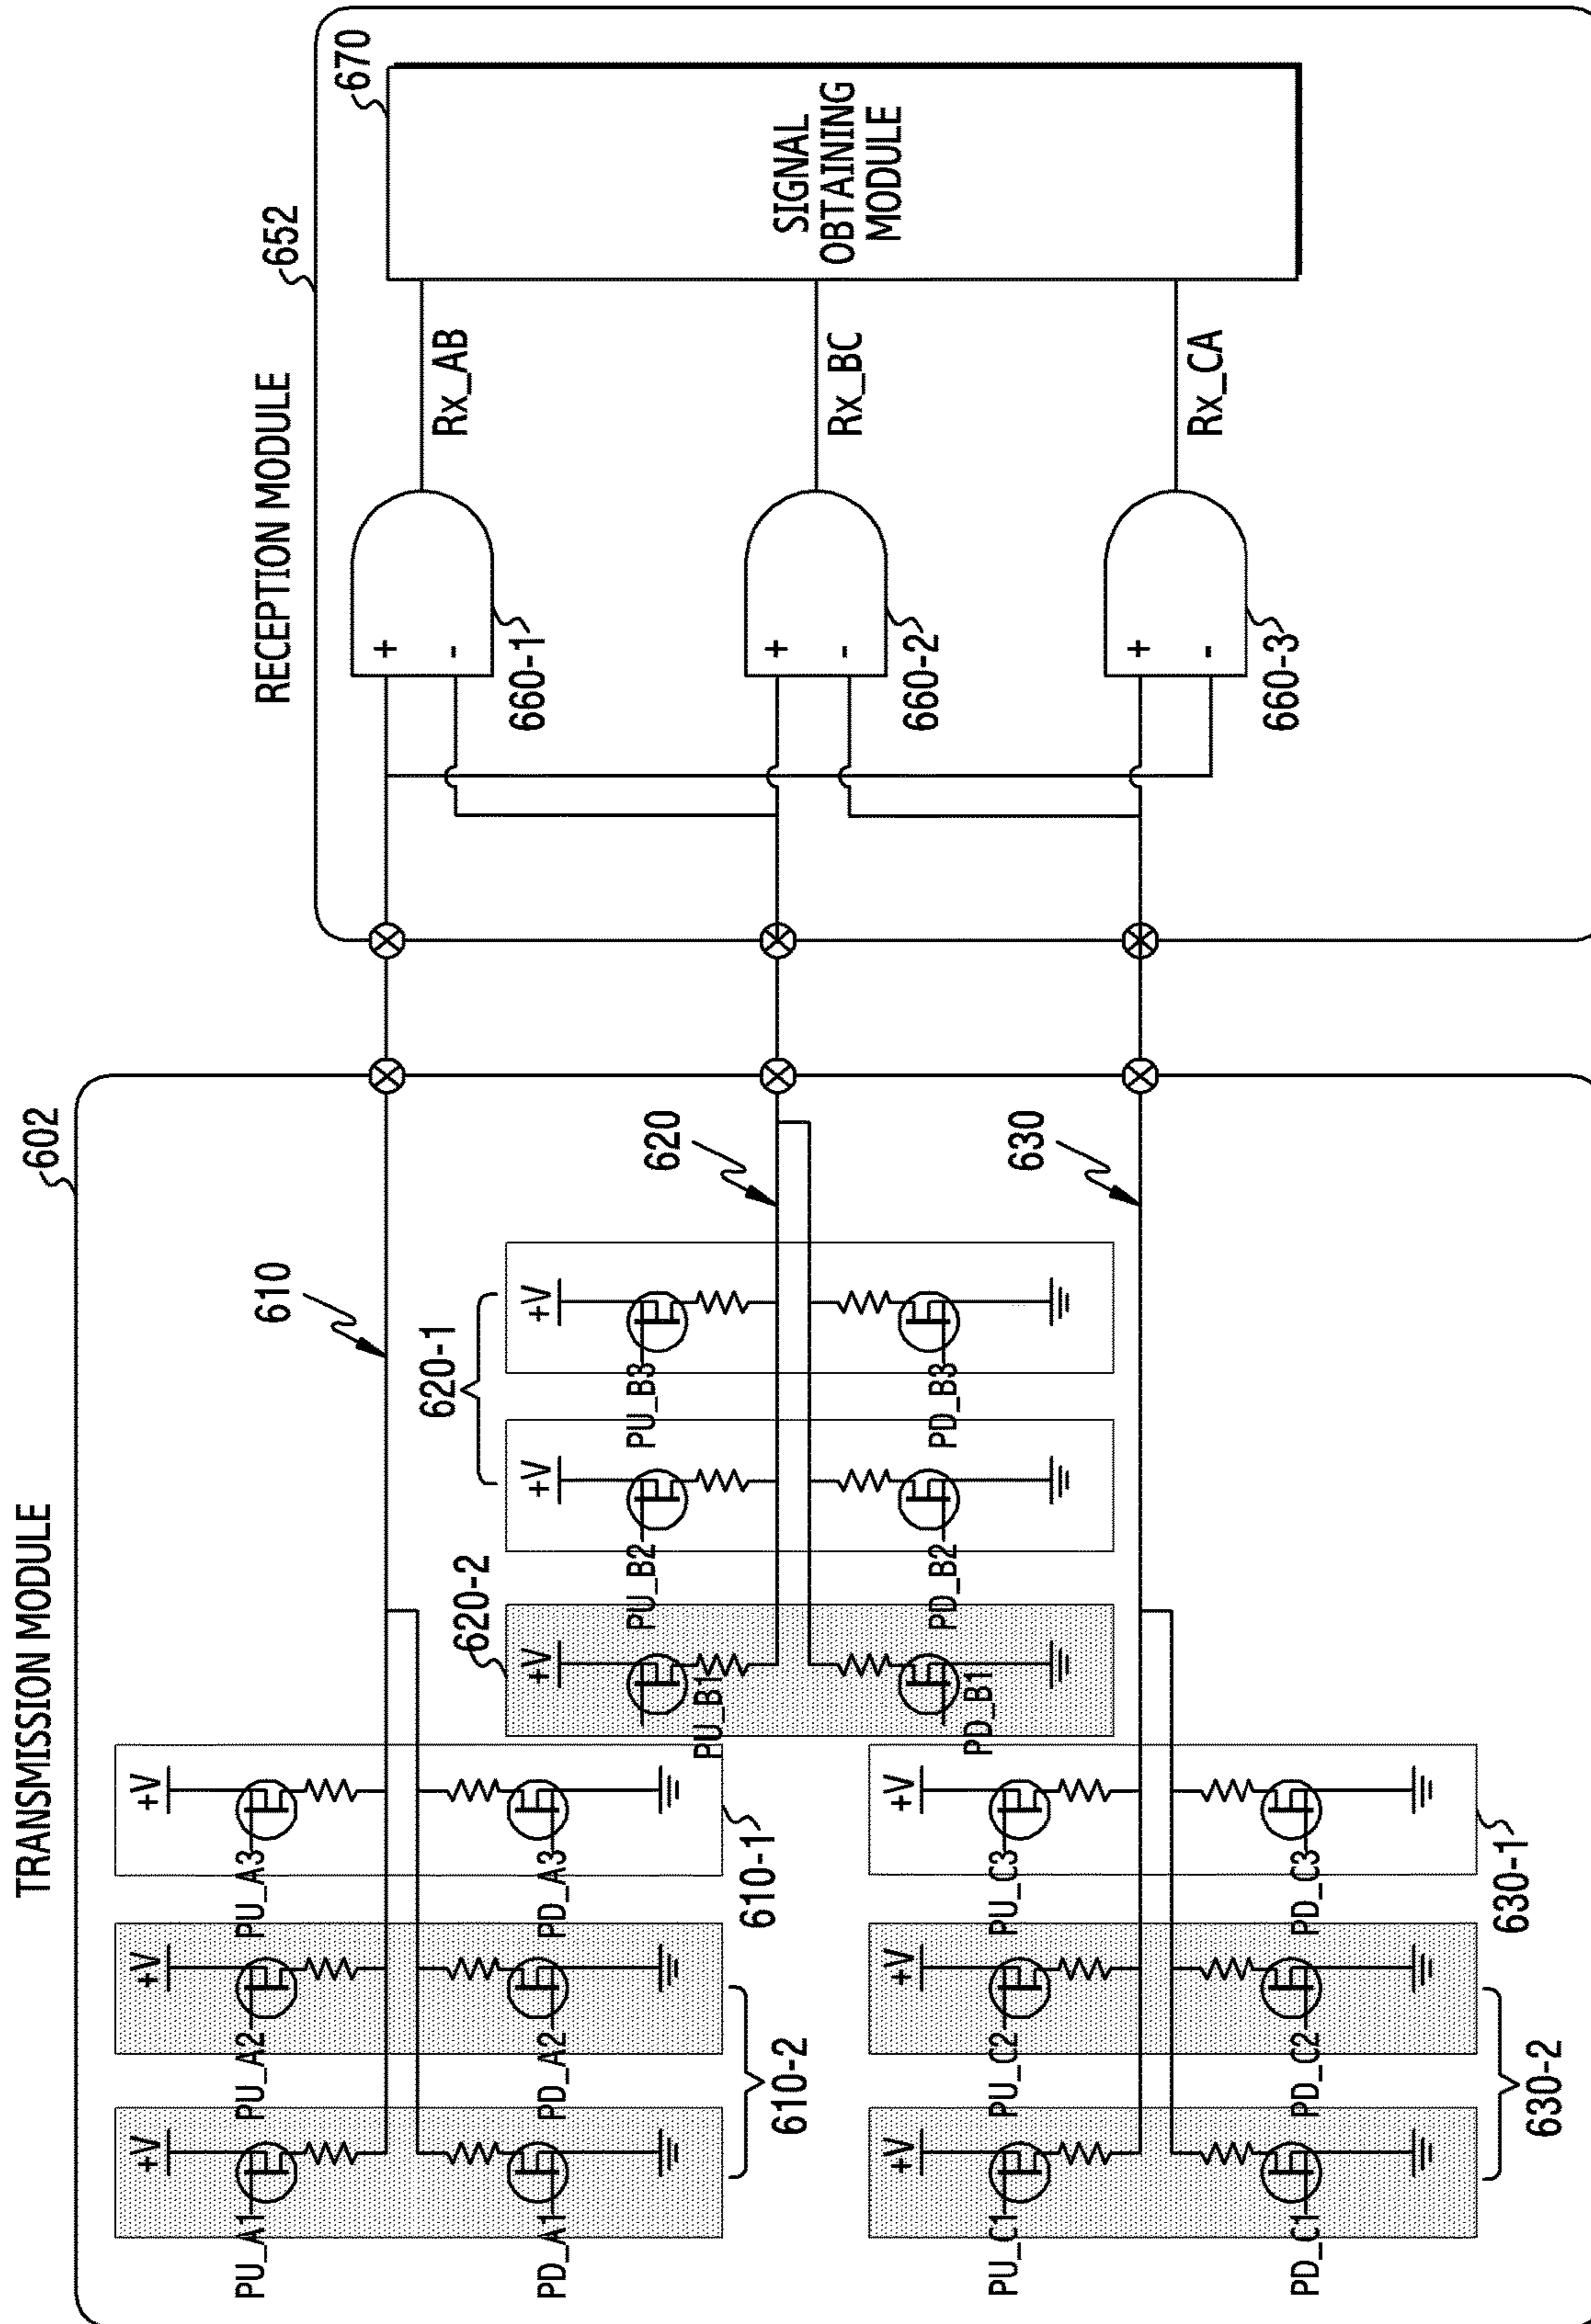 TRANSMISSION MODULE
602
PU_A1
PU_A2
PU_A3
+V
+V
+V
PD_A1
PD_A2
PD_A3
610-2
610-1
610
620-2
620-1
+V
+V
+V
PU_B1
PU_B2
PU_B3
PD_B1
PD_B2
PD_B3
620
+V
+V
+V
PU_C1
PU_C2
PU_C3
PD_C1
PD_C2
PD_C3
630-2
630-1
630
RECEPTION MODULE
652
+
-
660-1
Rx_AB
+
-
660-2
Rx_BC
+
-
660-3
Rx_CA
670
SIGNAL
OBTAINING
MODULE